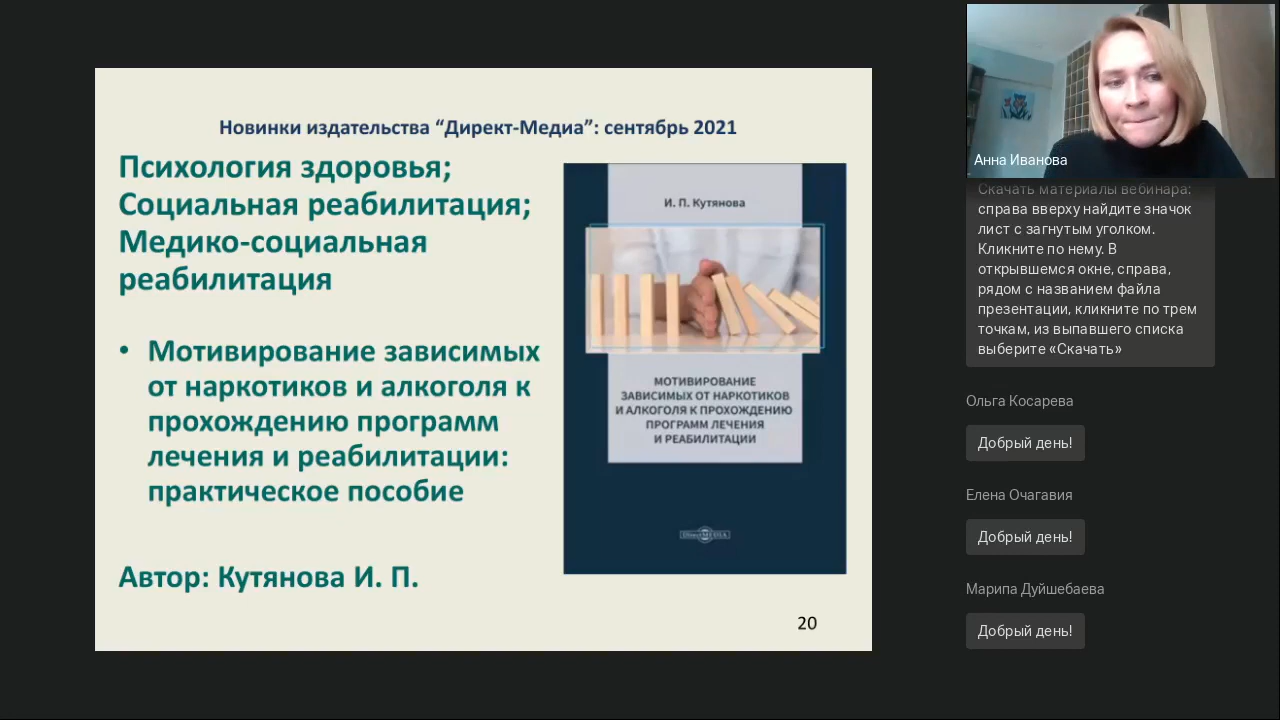 Новинки издательства “Директ-Медиа”: сентябрь 2021
Психология здоровья;
Социальная реабилитация;
Медико-социальная
реабилитация
• Мотивирование зависимых
от наркотиков и алкоголя к
прохождению программ
лечения и реабилитации:
практическое пособие
Автор: Кутянова И. П.
И. П. Кутянова
МОТИВИРОВАНИЕ
ЗАВИСИМЫХ ОТ НАРКОТИКОВ
И АЛКОГОЛЯ К ПРОХОЖДЕНИЮ
ПРОГРАММ ЛЕЧЕНИЯ
И РЕАБИЛИТАЦИИ
DirectMEDIA
20
Анна Иванова
Скачать материалы вебинара:
справа вверху найдите значок
лист с загнутым уголком.
Кликните по нему. В
открывшемся окне, справа,
рядом с названием файла
презентации, кликните по трем
точкам, из выпавшего списка
выберите «Скачать»
Ольга Косарева
Добрый день!
Елена Очагавия
Добрый день!
Марипа Дуйшебаева
Добрый день!